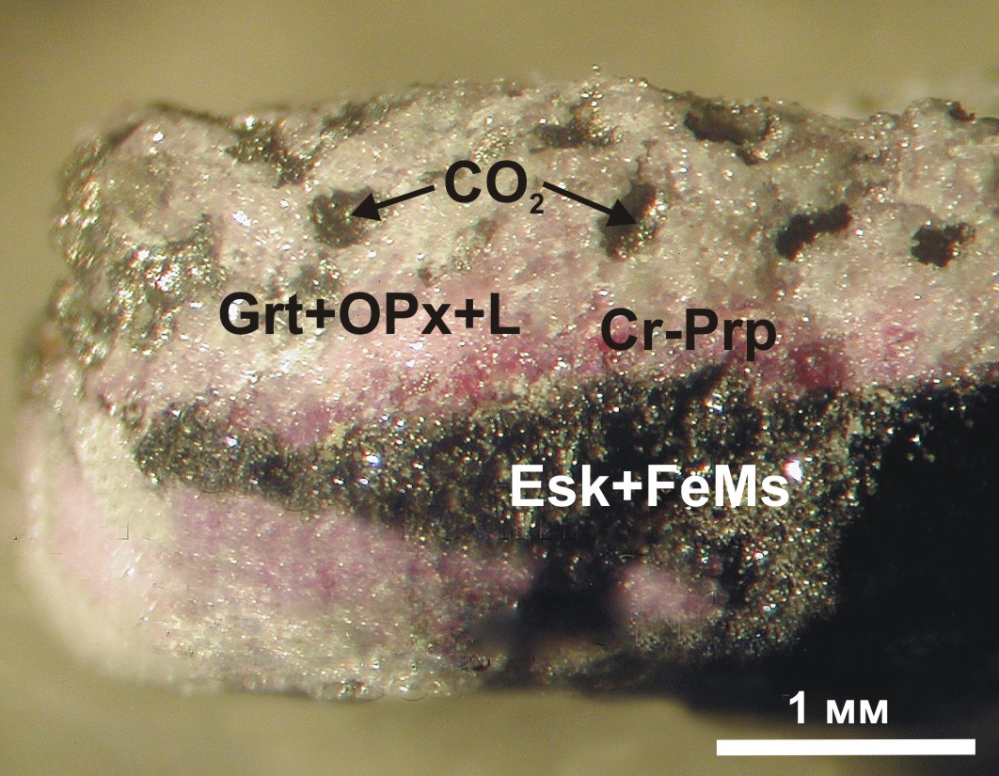 CO₂
Grt+OPx+L
Cr-Prp
Esk+FeMs
1 мм